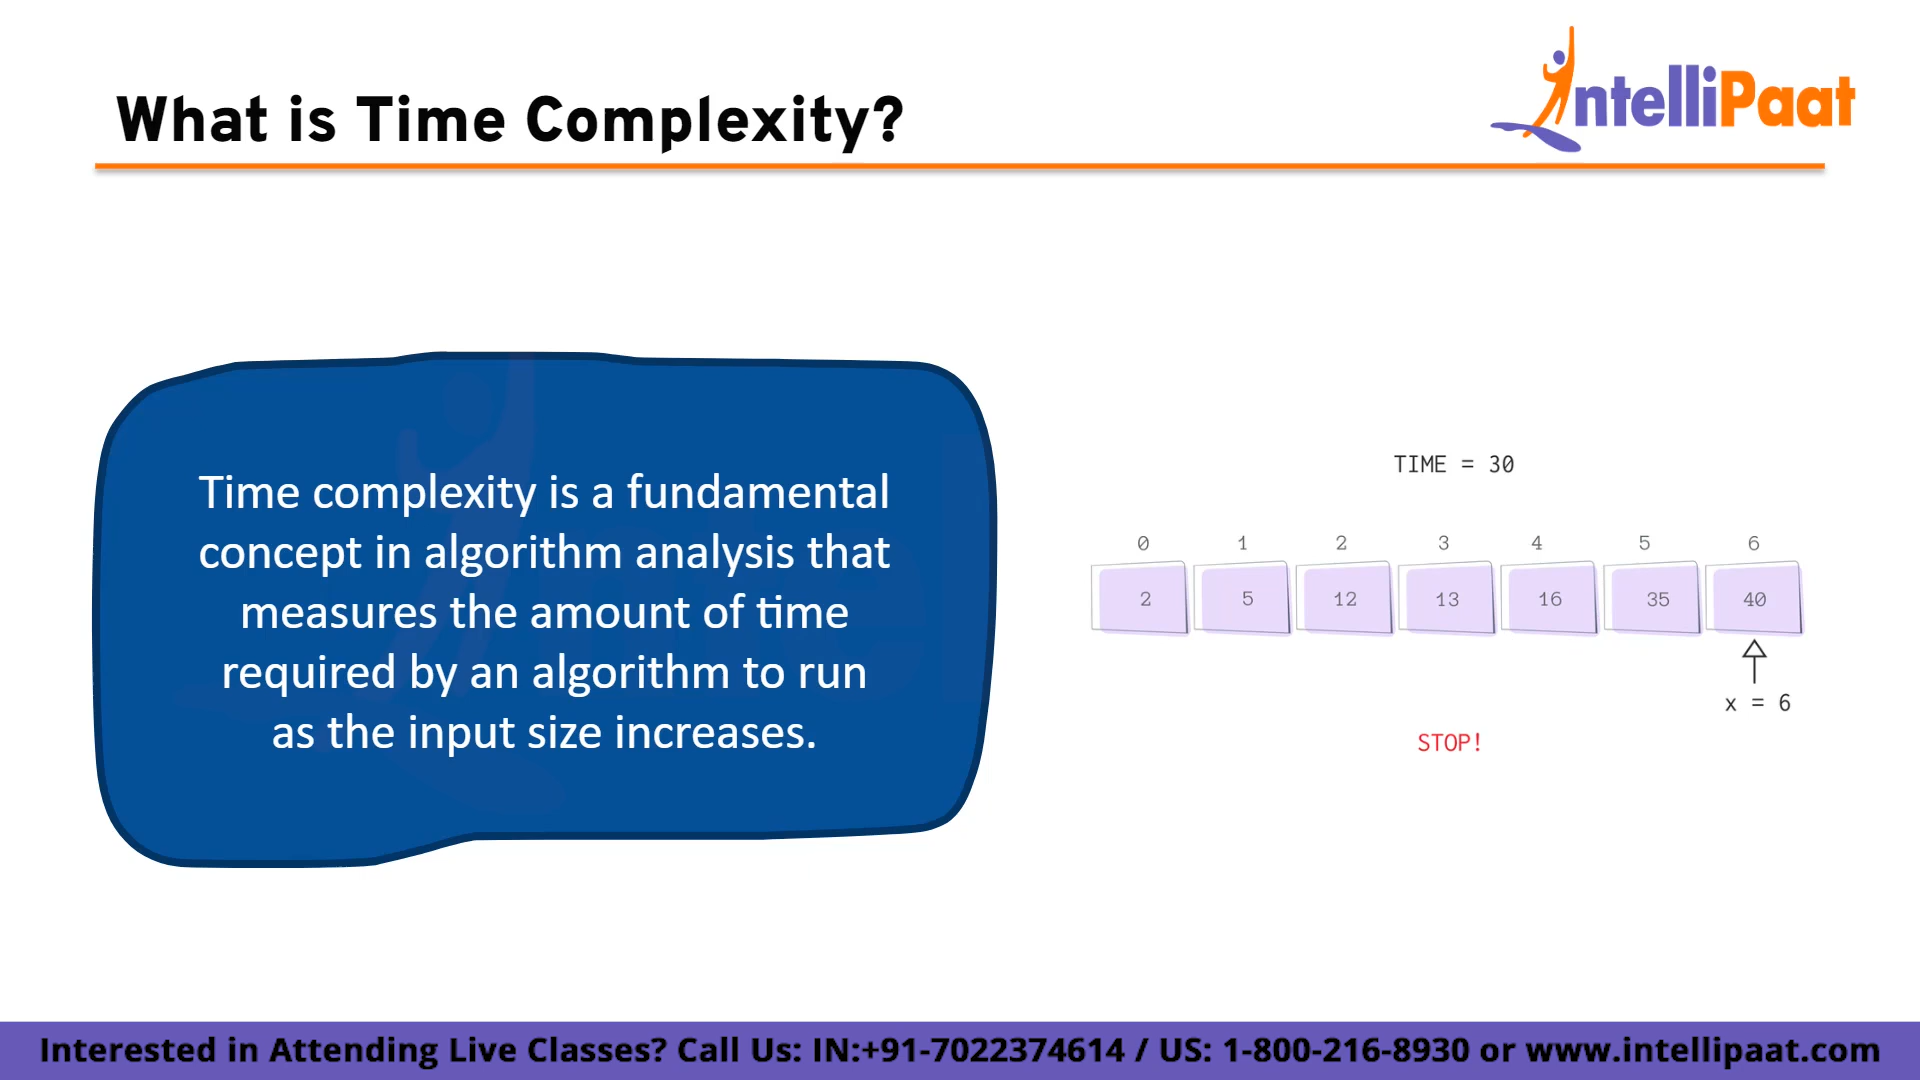 What is Time Complexity?
IntelliPaat
Time complexity is a fundamental
concept in algorithm analysis that
measures the amount of time
required by an algorithm to run
as the input size increases.
TIME = 30
0 1 2 3 4 5 6
2 5 12 13 16 35 40
x = 6
STOP!
Interested in Attending Live Classes? Call Us: IN:+91-7022374614 / US: 1-800-216-8930 or www.intellipaat.com